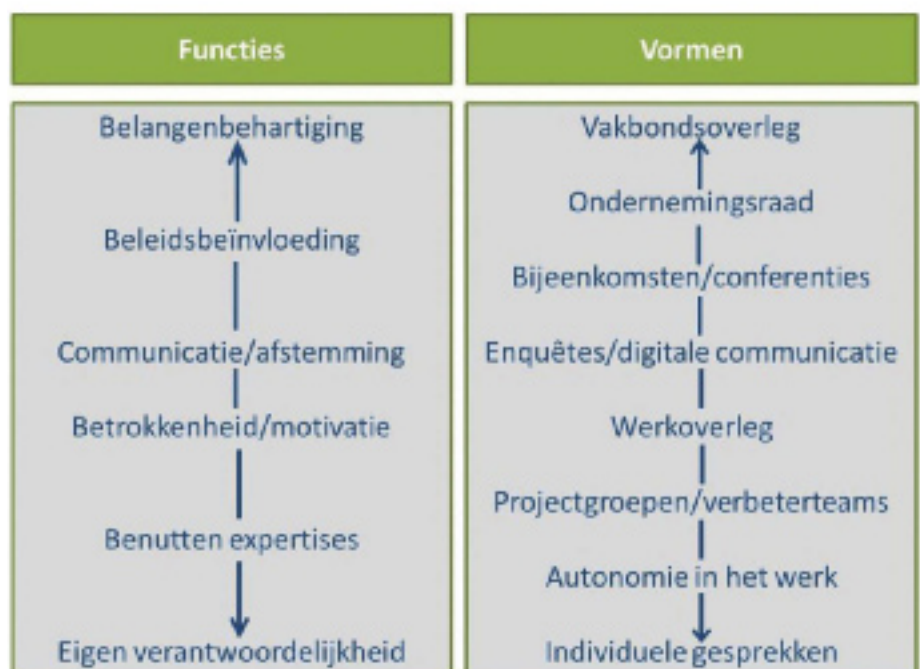 Functies
Belangenbehartiging
Beleidsbeïnvloeding
Communicatie/afstemming
Betrokkenheid/motivatie
Benutten expertises
Eigen verantwoordelijkheid
Vormen
Vakbondsoverleg
Ondernemingsraad
Bijeenkomsten/conferenties
Enquêtes/digitale communicatie
Werkoverleg
Projectgroepen/verbeterteams
Autonomie in het werk
Individuele gesprekken